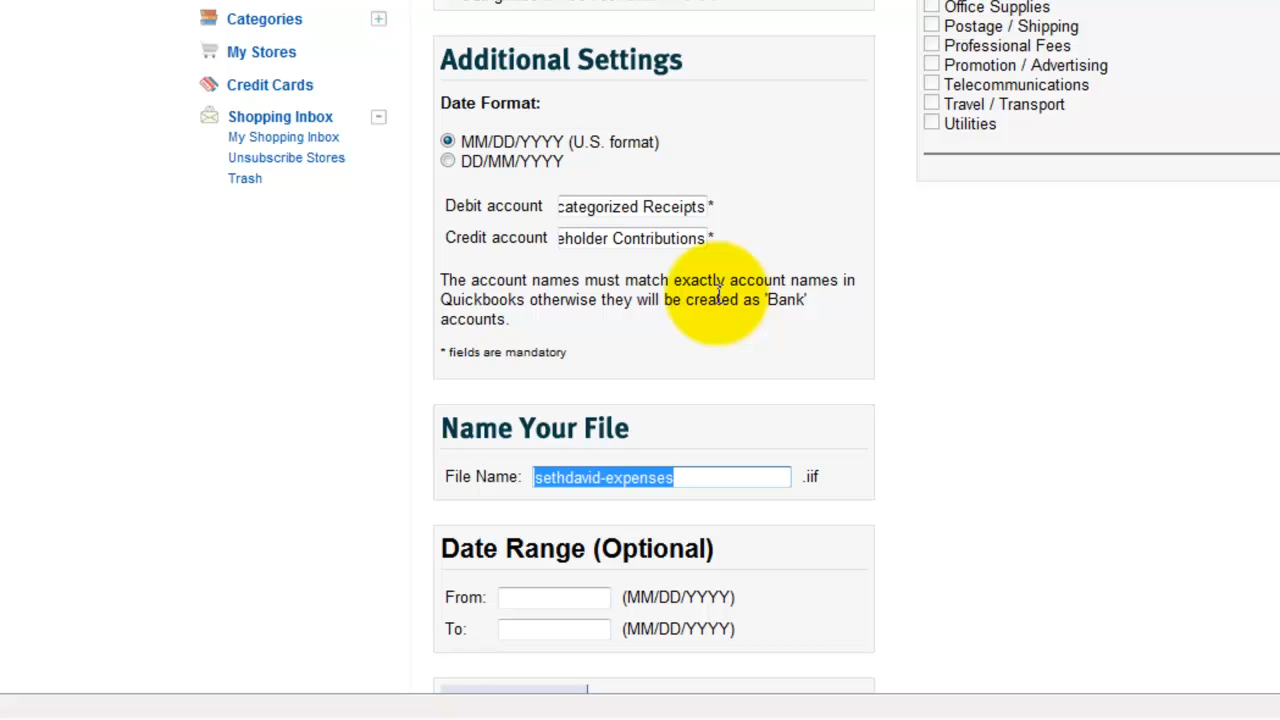 Categories
My Stores
Credit Cards
Shopping Inbox
My Shopping Inbox
Unsubscribe Stores
Trash
Additional Settings
Date Format:
MM/DD/YYYY (U.S. format)
DD/MM/YYYY
Debit account categorized Receipts *
Credit account eholder Contributions *
The account names must match exactly account names in
Quickbooks otherwise they will be created as 'Bank'
accounts.
* fields are mandatory
Name Your File
File Name: sethdavid-expenses .iif
Date Range (Optional)
From: (MM/DD/YYYY)
To: (MM/DD/YYYY)
Office Supplies
Postage / Shipping
Professional Fees
Promotion / Advertising
Telecommunications
Travel / Transport
Utilities